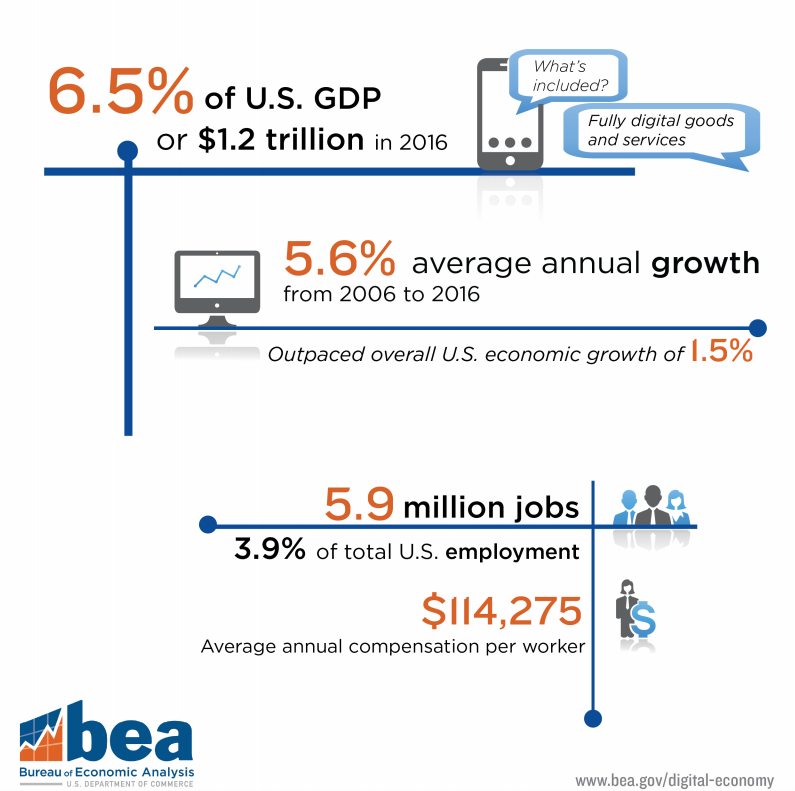 6.5% of U.S. GDP
or $1.2 trillion in 2016
What's
included?
Fully digital goods
and services
5.6% average annual growth
from 2006 to 2016
Outpaced overall U.S. economic growth of 1.5%
5.9 million jobs
3.9% of total U.S. employment
$114,275
Average annual compensation per worker
$
bea
Bureau of Economic Analysis
U.S. DEPARTMENT OF COMMERCE
www.bea.gov/digital-economy